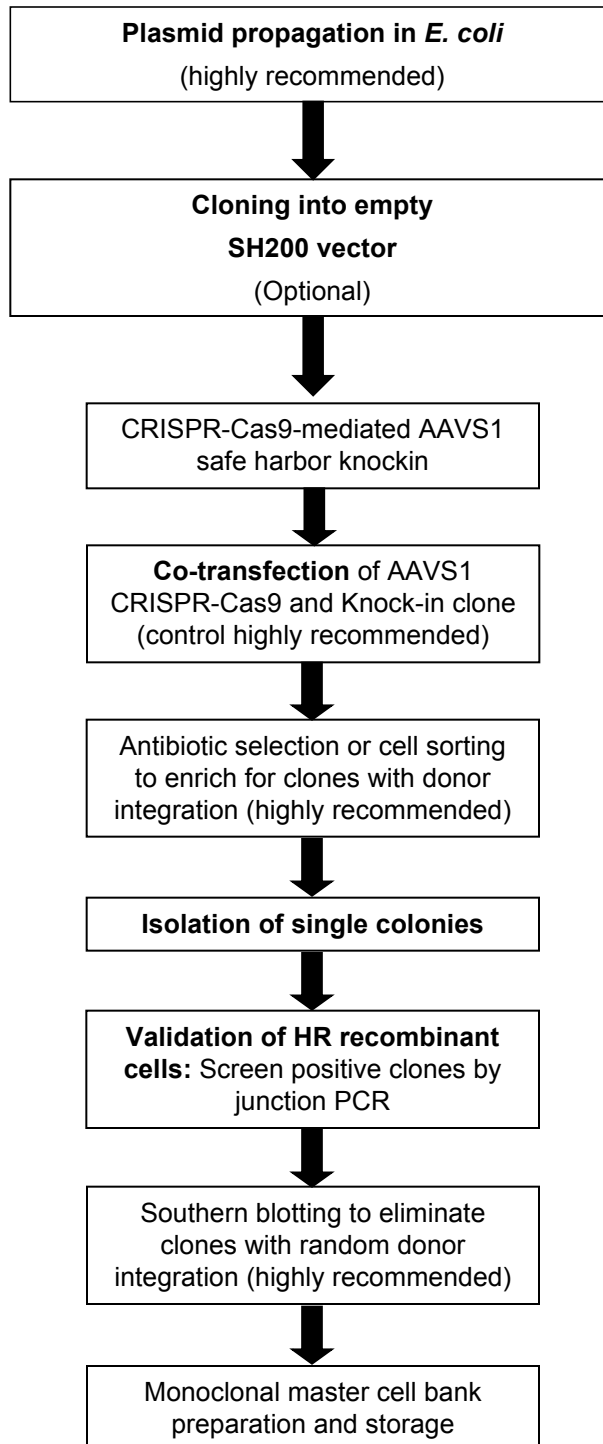 Plasmid propagation in E. coli
(highly recommended)
Cloning into empty
SH200 vector
(Optional)
CRISPR-Cas9-mediated AAVS1
safe harbor knockin
Co-transfection of AAVS1
CRISPR-Cas9 and Knock-in clone
(control highly recommended)
Antibiotic selection or cell sorting
to enrich for clones with donor
integration (highly recommended)
Isolation of single colonies
Validation of HR recombinant
cells: Screen positive clones by
junction PCR
Southern blotting to eliminate
clones with random donor
integration (highly recommended)
Monoclonal master cell bank
preparation and storage